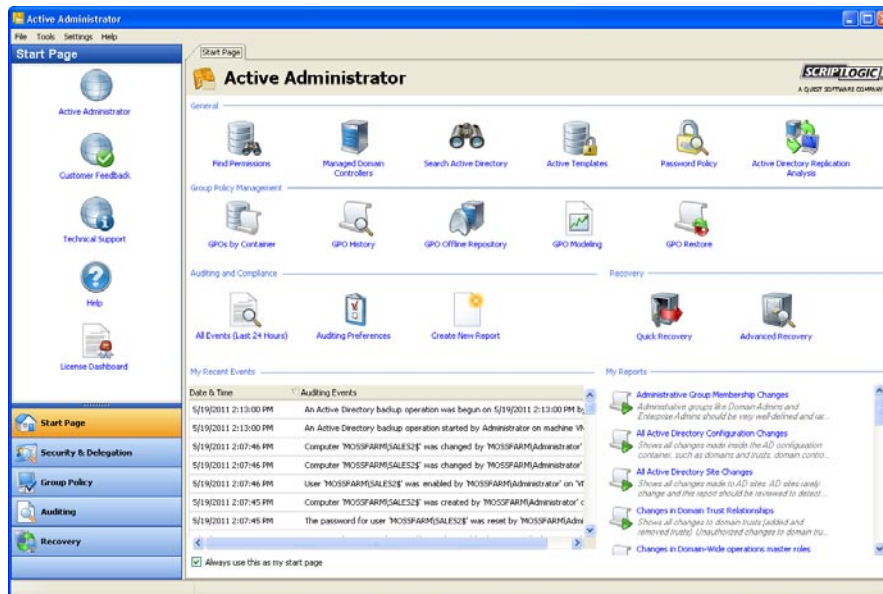 Active Administrator
File Tools Settings Help
Start Page
Active Administrator
Customer Feedback
Technical Support
Help
License Dashboard
Start Page
Security & Delegation
Group Policy
Auditing
Recovery
Start Page
Active Administrator
SCRIPTLOGIC
A QUEST SOFTWARE COMPANY
General
Find Permissions
Managed Domain Controllers
Search Active Directory
Active Templates
Password Policy
Active Directory Replication Analysis
Group Policy Management
GPOs by Container
GPO History
GPO Offline Repository
GPO Modeling
GPO Restore
Auditing and Compliance
All Events (Last 24 Hours)
Auditing Preferences
Create New Report
Recovery
Quick Recovery
Advanced Recovery
My Recent Events
Date & Time Auditing Events
5/19/2011 2:13:00 PM An Active Directory backup operation was begun on 5/19/2011 2:13:00 PM by
5/19/2011 2:13:00 PM An Active Directory backup operation started by Administrator on machine
5/19/2011 2:07:46 PM Computer 'MOSSFARM\SALES2$' was changed by 'MOSSFARM\Administrator'
5/19/2011 2:07:46 PM Computer 'MOSSFARM\SALES2$' was changed by 'MOSSFARM\Administrator'
5/19/2011 2:07:46 PM User 'MOSSFARM\SALES2$' was enabled by 'MOSSFARM\Administrator' on
5/19/2011 2:07:45 PM Computer 'MOSSFARM\SALES2$' was created by 'MOSSFARM\Administrator'
5/19/2011 2:07:45 PM The password for user 'MOSSFARM\SALES2$' was reset by
Always use this as my start page
My Reports
Administrative Group Membership Changes
Administrative groups like Domain Admins and
Enterprise Admins should be very well-defined and rar...
All Active Directory Configuration Changes
Shows all changes made inside the AD configuration
container, such as domains and trusts, domain contro...
All Active Directory Site Changes
Shows all changes made to AD sites. AD sites rarely
change and this report should be reviewed to detect...
Changes in Domain Trust Relationships
Shows all changes to domain trusts (added and
removed trusts). Unauthorized changes to domain tru...
Changes in Domain-Wide operations master roles